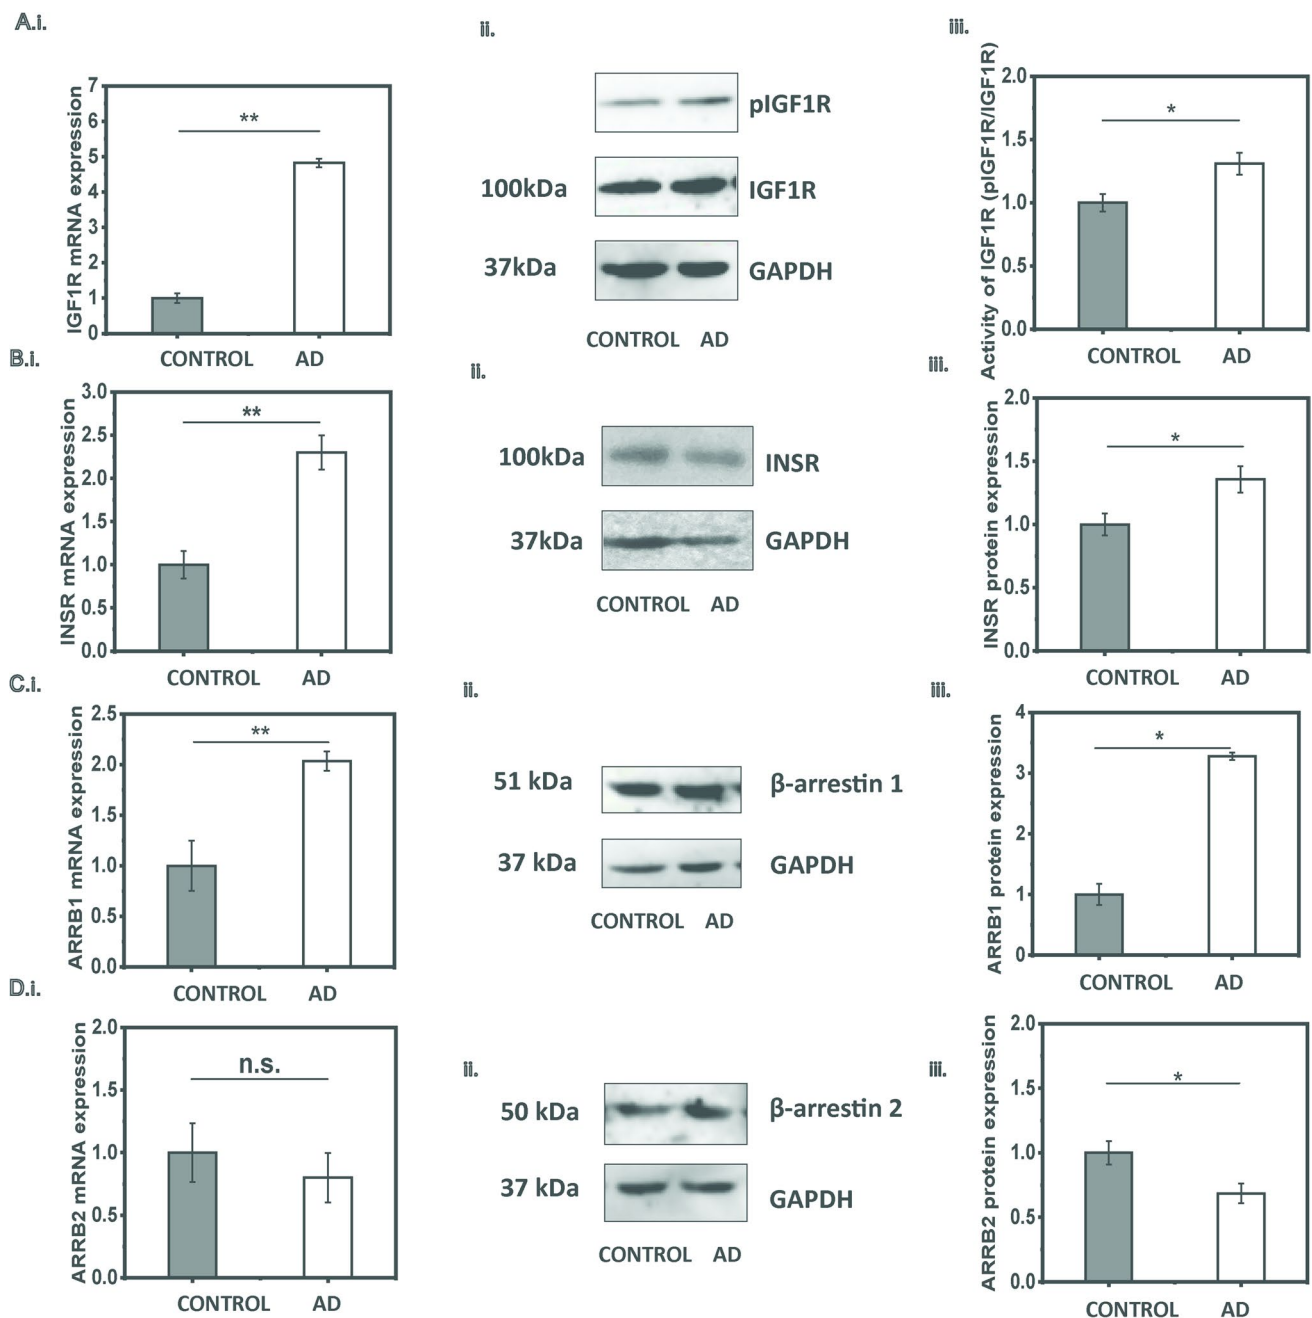 A.i.
IGF1R mRNA expression
7
6
5
4
3
2
1
0
**
CONTROL AD
ii.
pIGF1R
100kDa IGF1R
37kDa GAPDH
CONTROL AD
iii.
Activity of IGF1R (pIGF1R/IGF1R)
2.0
1.5
1.0
0.5
0.0
*
CONTROL AD
B.i.
INSR mRNA expression
3.0
2.5
2.0
1.5
1.0
0.5
0.0
**
CONTROL AD
ii.
100kDa INSR
37kDa GAPDH
CONTROL AD
iii.
INSR protein expression
2.0
1.5
1.0
0.5
0.0
*
CONTROL AD
C.i.
ARRB1 mRNA expression
2.5
2.0
1.5
1.0
0.5
0.0
**
CONTROL AD
ii.
51 kDa β-arrestin 1
37 kDa GAPDH
CONTROL AD
iii.
ARRB1 protein expression
4
3
2
1
0
*
CONTROL AD
D.i.
ARRB2 mRNA expression
2.0
1.5
1.0
0.5
0.0
n.s.
CONTROL AD
ii.
50 kDa β-arrestin 2
37 kDa GAPDH
CONTROL AD
iii.
ARRB2 protein expression
2.0
1.5
1.0
0.5
0.0
*
CONTROL AD